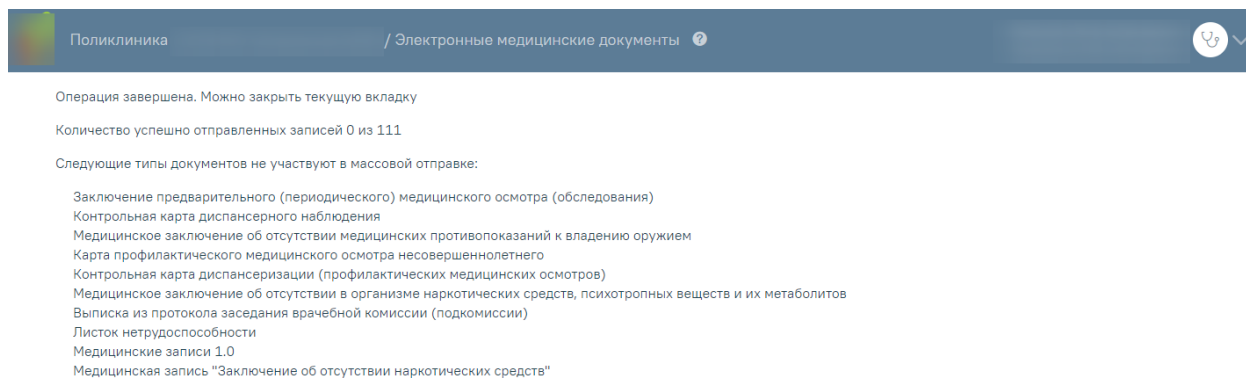 Поликлиника / Электронные медицинские документы ?
Операция завершена. Можно закрыть текущую вкладку
Количество успешно отправленных записей 0 из 111
Следующие типы документов не участвуют в массовой отправке:
Заключение предварительного (периодического) медицинского осмотра (обследования)
Контрольная карта диспансерного наблюдения
Медицинское заключение об отсутствии медицинских противопоказаний к владению оружием
Карта профилактического медицинского осмотра несовершеннолетнего
Контрольная карта диспансеризации (профилактических медицинских осмотров)
Медицинское заключение об отсутствии в организме наркотических средств, психотропных веществ и их метаболитов
Выписка из протокола заседания врачебной комиссии (подкомиссии)
Листок нетрудоспособности
Медицинские записи 1.0
Медицинская запись "Заключение об отсутствии наркотических средств"